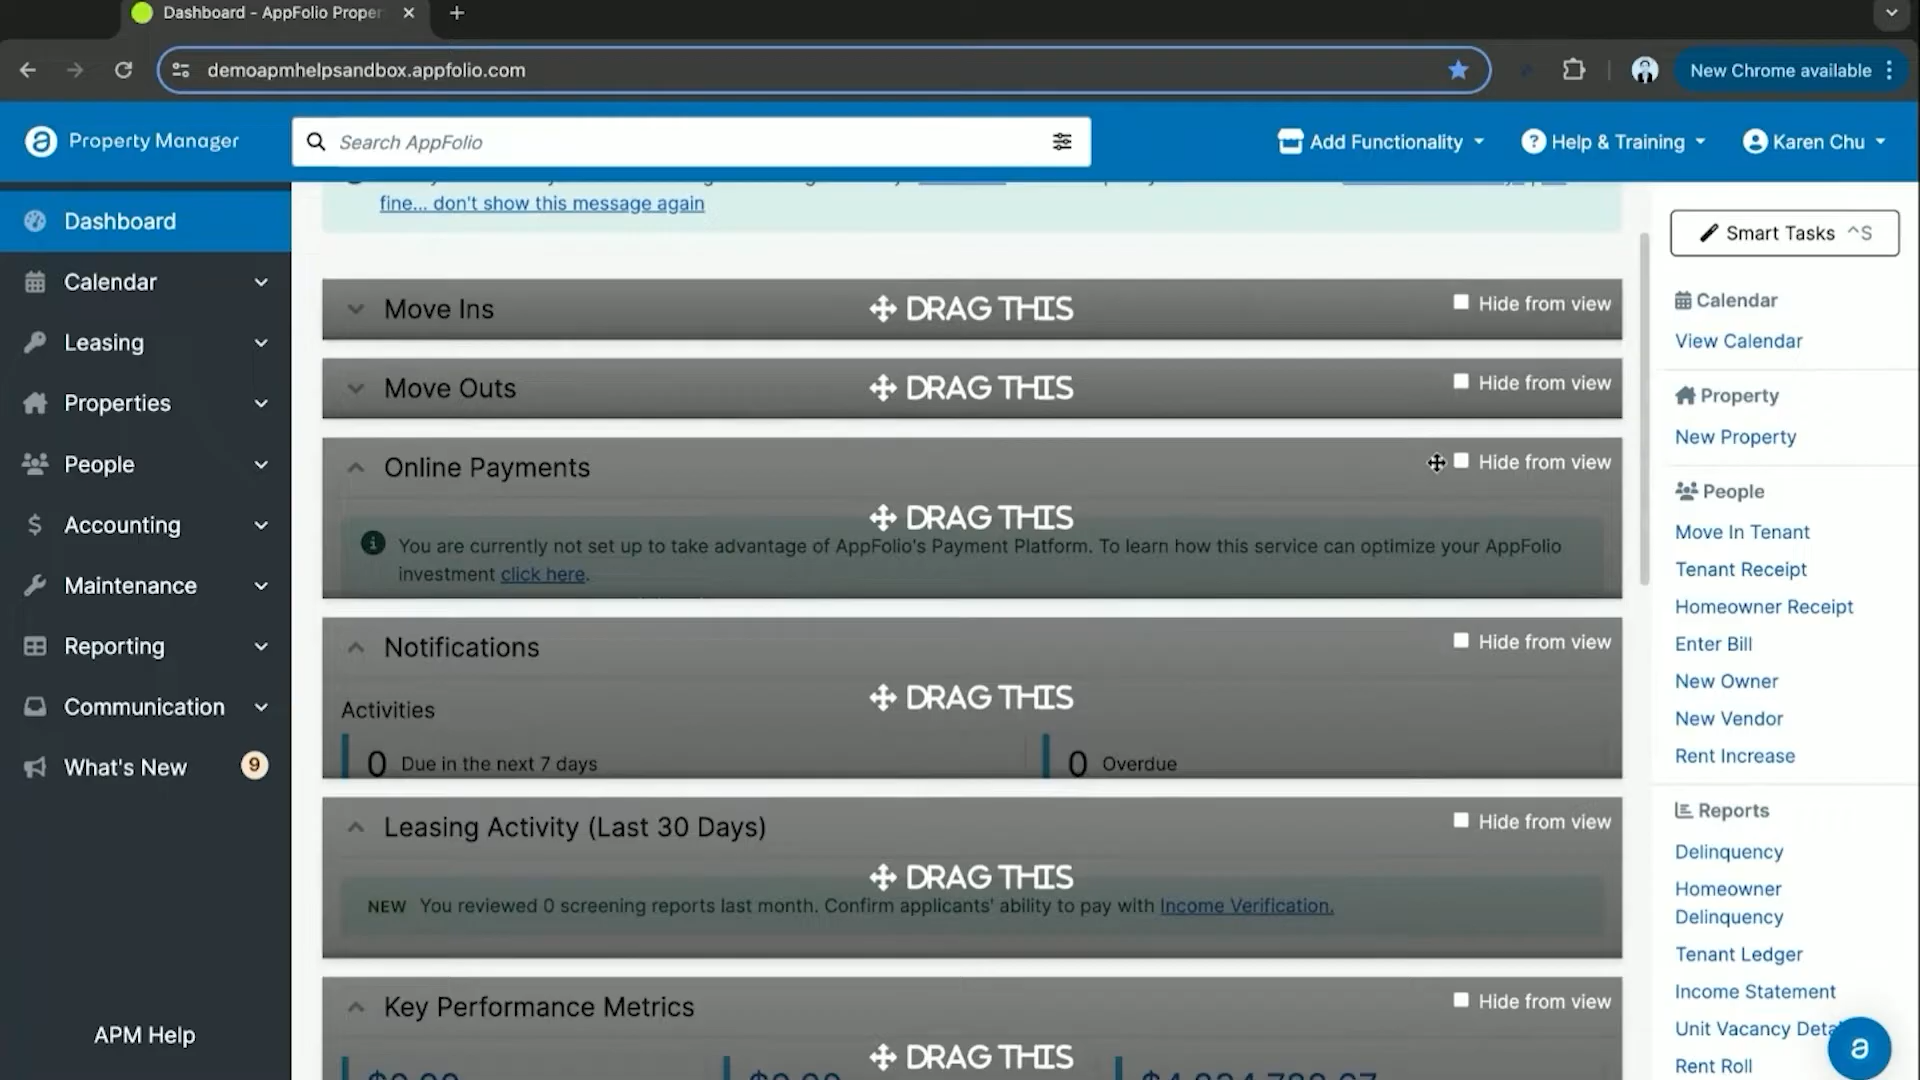 Dashboard - AppFolio Proper
demoapmhelpsandbox.appfolio.com
New Chrome available
Property Manager
Search AppFolio
Add Functionality
Help & Training
Karen Chu
Dashboard
Calendar
Leasing
Properties
People
Accounting
Maintenance
Reporting
Communication
What's New
9
APM Help
fine... don't show this message again
Move Ins
DRAG THIS
Hide from view
Move Outs
DRAG THIS
Hide from view
Online Payments
Hide from view
DRAG THIS
You are currently not set up to take advantage of AppFolio's Payment Platform. To learn how this service can optimize your AppFolio
investment click here.
Notifications
Hide from view
DRAG THIS
Activities
0 Due in the next 7 days
0 Overdue
Leasing Activity (Last 30 Days)
Hide from view
DRAG THIS
NEW You reviewed 0 screening reports last month. Confirm applicants' ability to pay with Income Verification.
Key Performance Metrics
Hide from view
DRAG THIS
Smart Tasks ^S
Calendar
View Calendar
Property
New Property
People
Move In Tenant
Tenant Receipt
Homeowner Receipt
Enter Bill
New Owner
New Vendor
Rent Increase
Reports
Delinquency
Homeowner
Delinquency
Tenant Ledger
Income Statement
Unit Vacancy Deta
Rent Roll